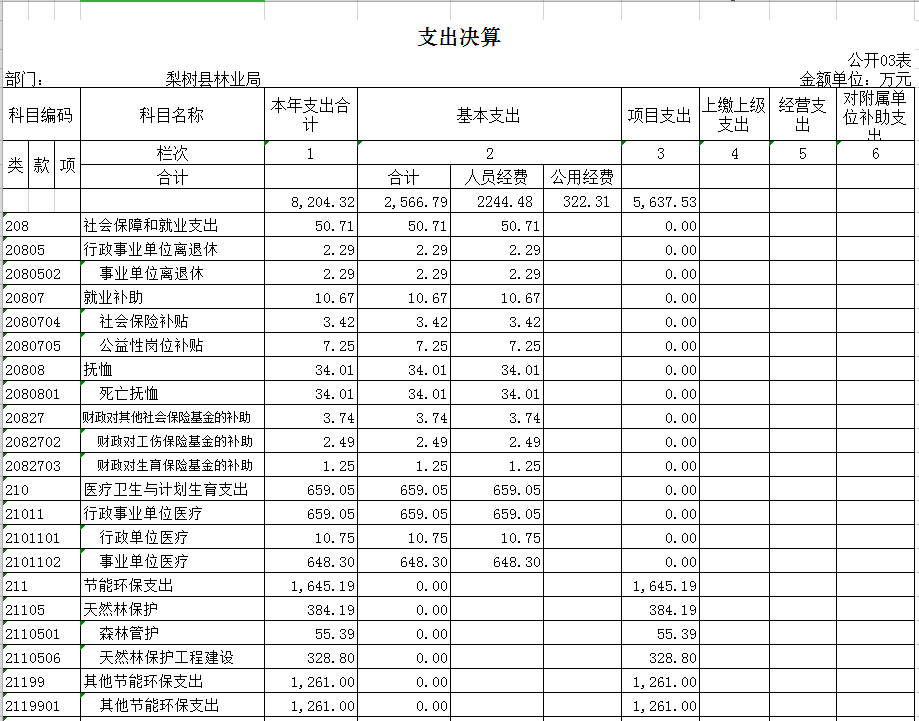 支出决算
公开03表
部门： 梨树县林业局 金额单位：万元
科目编码 科目名称 本年支出合计 基本支出 项目支出 上缴上级支出 经营支出 对附属单位补助支出
类 款 项 栏次 1 2 3 4 5 6
合计 合计 人员经费 公用经费
8,204.32 2,566.79 2244.48 322.31 5,637.53
208 社会保障和就业支出 50.71 50.71 50.71 0.00
20805 行政事业单位离退休 2.29 2.29 2.29 0.00
2080502 事业单位离退休 2.29 2.29 2.29 0.00
20807 就业补助 10.67 10.67 10.67 0.00
2080704 社会保险补贴 3.42 3.42 3.42 0.00
2080705 公益性岗位补贴 7.25 7.25 7.25 0.00
20808 抚恤 34.01 34.01 34.01 0.00
2080801 死亡抚恤 34.01 34.01 34.01 0.00
20827 财政对其他社会保险基金的补助 3.74 3.74 3.74 0.00
2082702 财政对工伤保险基金的补助 2.49 2.49 2.49 0.00
2082703 财政对生育保险基金的补助 1.25 1.25 1.25 0.00
210 医疗卫生与计划生育支出 659.05 659.05 659.05 0.00
21011 行政事业单位医疗 659.05 659.05 659.05 0.00
2101101 行政单位医疗 10.75 10.75 10.75 0.00
2101102 事业单位医疗 648.30 648.30 648.30 0.00
211 节能环保支出 1,645.19 0.00 1,645.19
21105 天然林保护 384.19 0.00 384.19
2110501 森林管护 55.39 0.00 55.39
2110506 天然林保护工程建设 328.80 0.00 328.80
21199 其他节能环保支出 1,261.00 0.00 1,261.00
2119901 其他节能环保支出 1,261.00 0.00 1,261.00